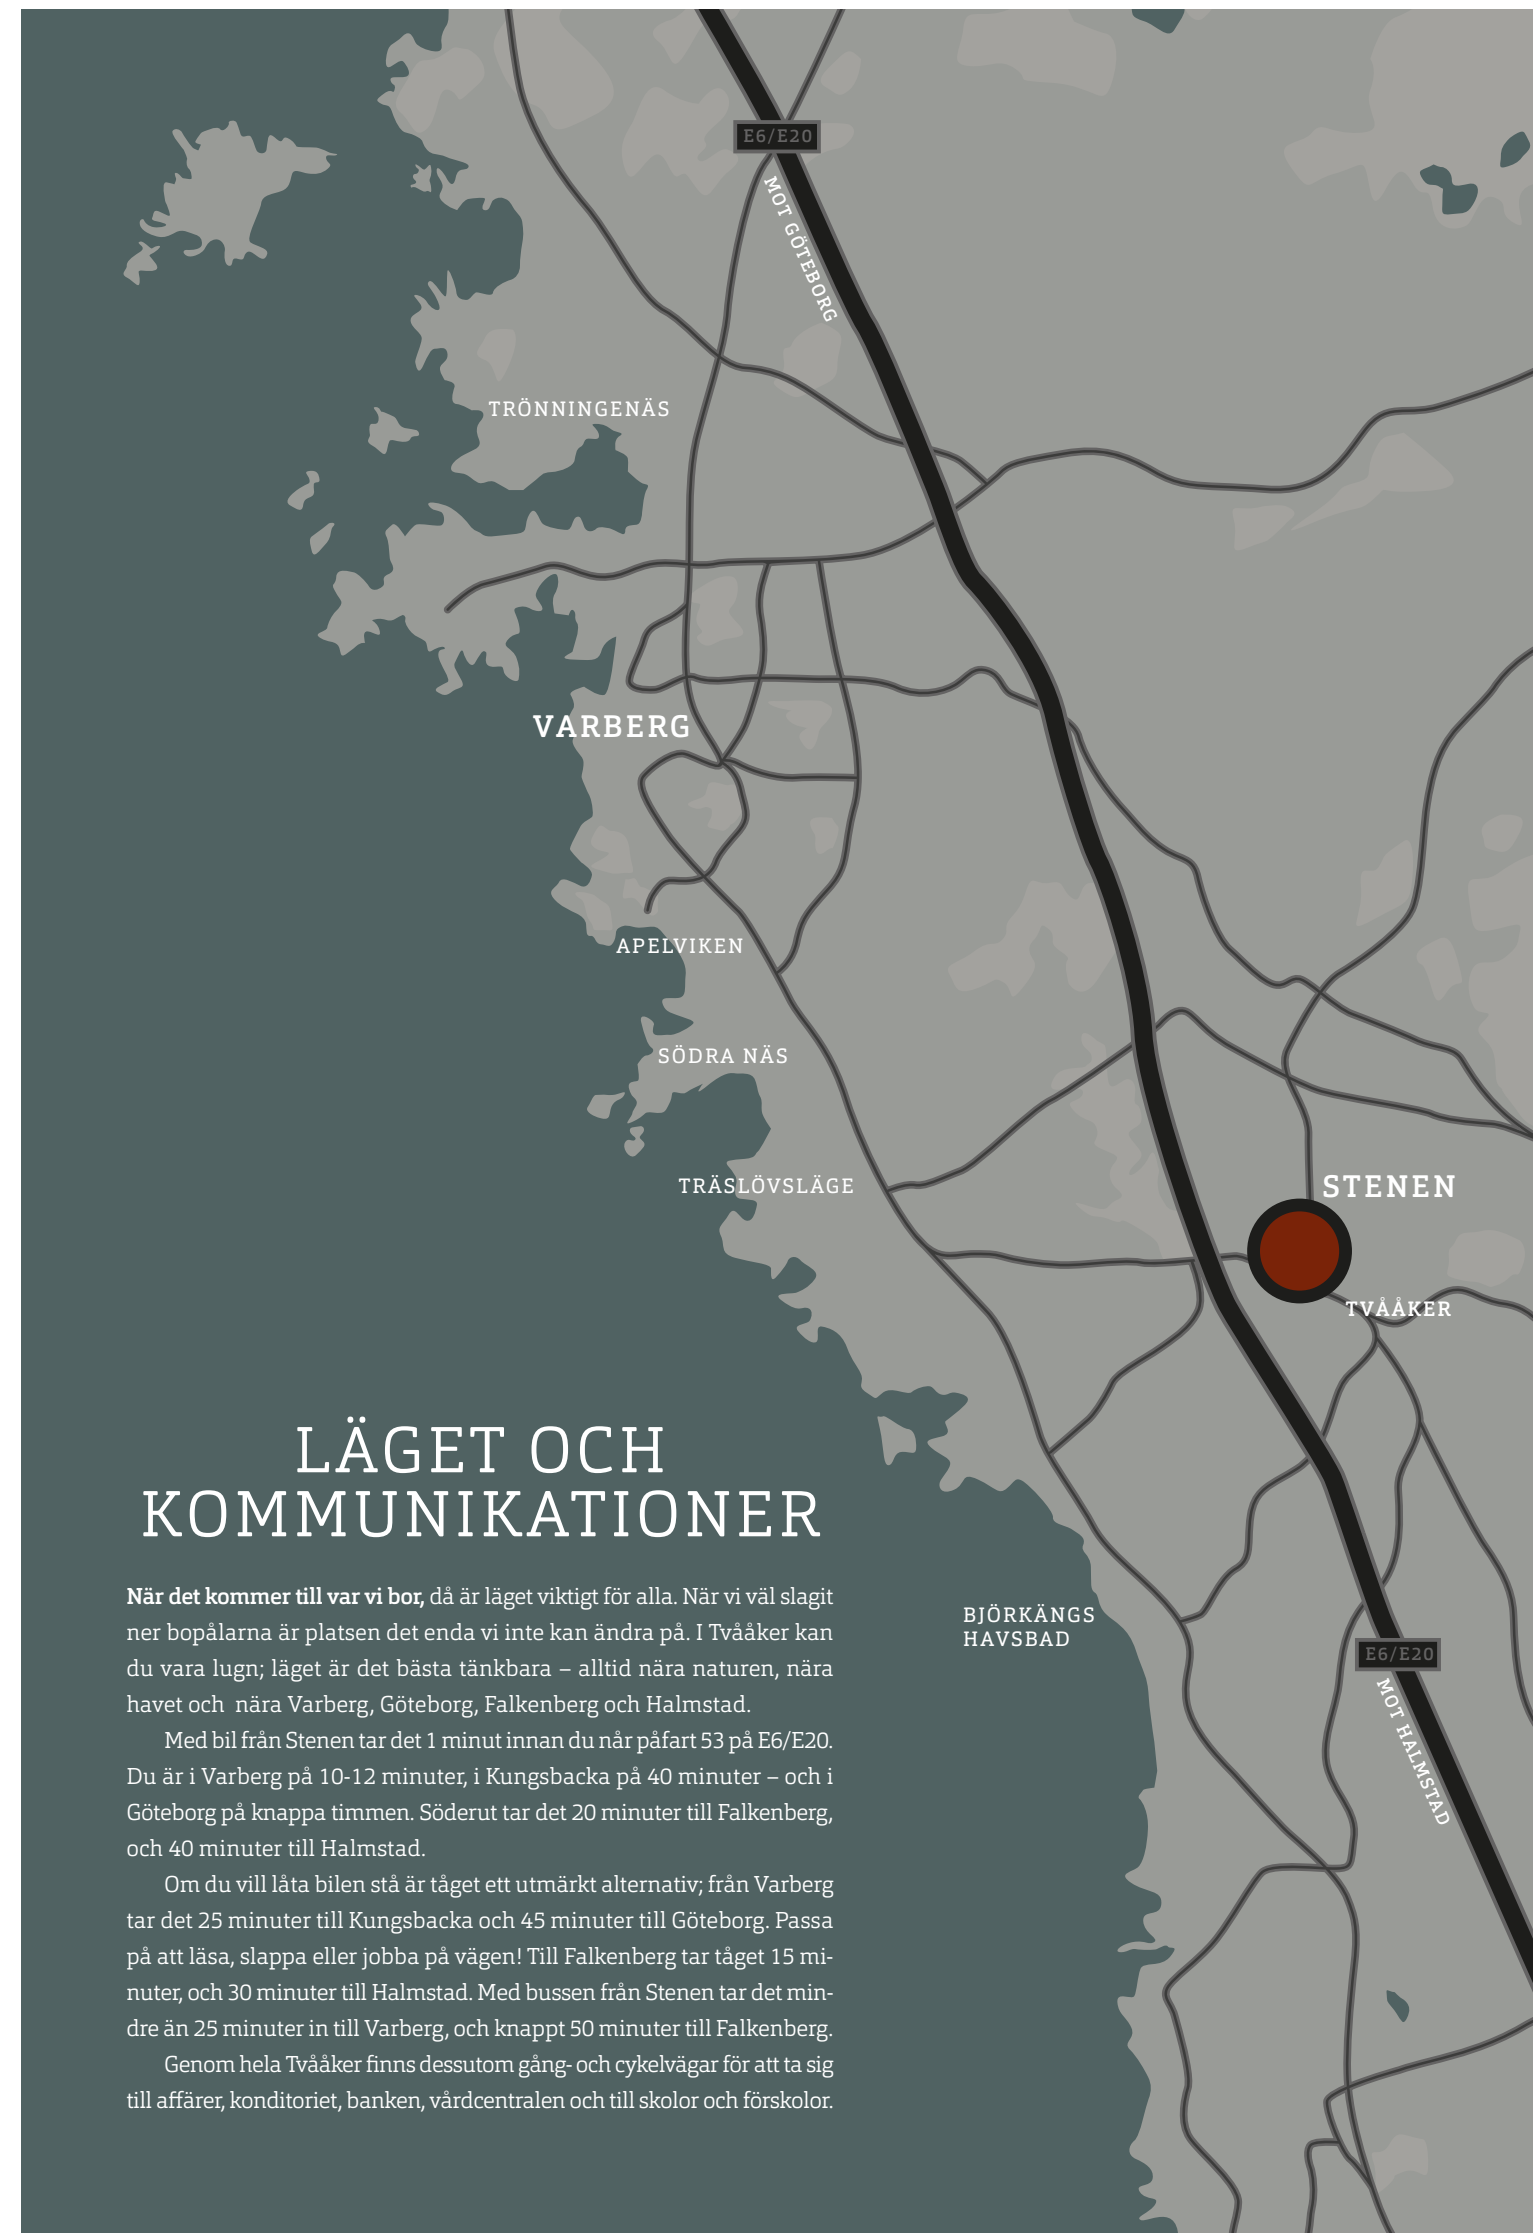 E6/E20
MOT GÖTEBORG
TRÖNNINGENÄS
VARBERG
APELVIKEN
SÖDRA NÄS
TRÄSLÖVSLÄGE
STENEN
TVÅÅKER
LÄGET OCH
KOMMUNIKATIONER
När det kommer till var vi bor, då är läget viktigt för alla. När vi väl slagit
ner bopålarna är platsen det enda vi inte kan ändra på. I Tvååker kan
du vara lugn; läget är det bästa tänkbara – alltid nära naturen, nära
havet och  nära Varberg, Göteborg, Falkenberg och Halmstad.
Med bil från Stenen tar det 1 minut innan du når påfart 53 på E6/E20.
Du är i Varberg på 10-12 minuter, i Kungsbacka på 40 minuter – och i
Göteborg på knappa timmen. Söderut tar det 20 minuter till Falkenberg,
och 40 minuter till Halmstad.
Om du vill låta bilen stå är tåget ett utmärkt alternativ; från Varberg
tar det 25 minuter till Kungsbacka och 45 minuter till Göteborg. Passa
på att läsa, slappa eller jobba på vägen! Till Falkenberg tar tåget 15 mi-
nuter, och 30 minuter till Halmstad. Med bussen från Stenen tar det min-
dre än 25 minuter in till Varberg, och knappt 50 minuter till Falkenberg.
Genom hela Tvååker finns dessutom gång- och cykelvägar för att ta sig
till affärer, konditoriet, banken, vårdcentralen och till skolor och förskolor.
BJÖRKÄNGS
HAVSBAD
E6/E20
MOT HALMSTAD